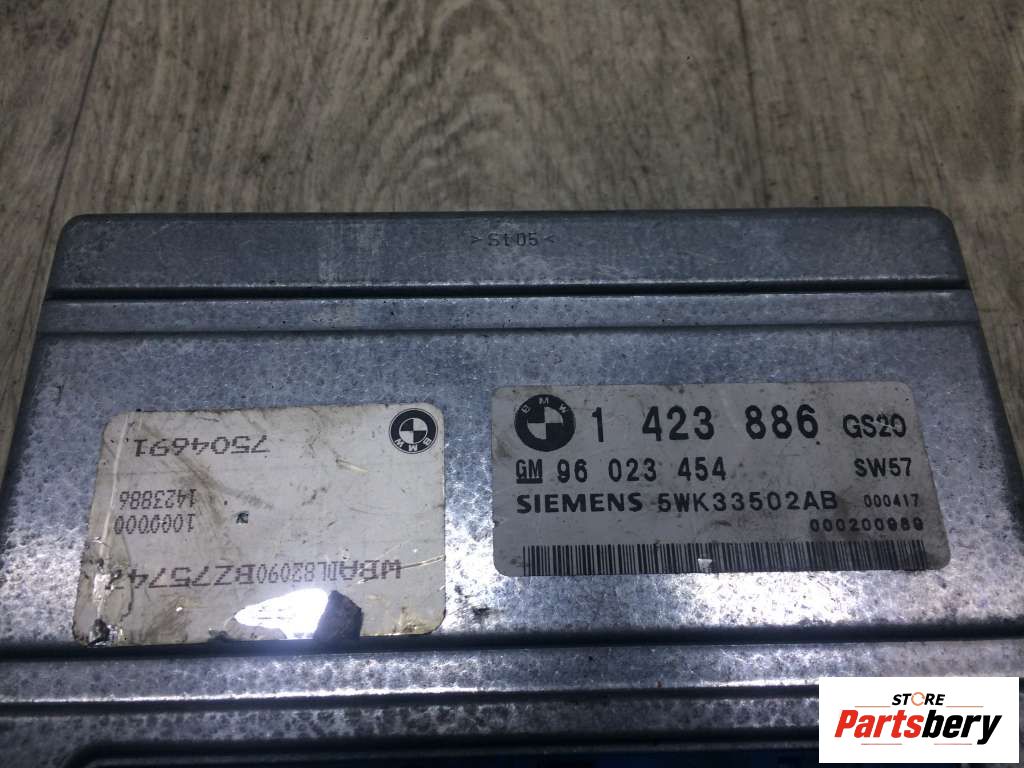 >St05<
BMW
7504691
1423886
1000000
BMW
1 423 886 GS20
GM 96 023 454 SW57
SIEMENS 5WK33502AB 000417
000200989
STORE
Partsbery